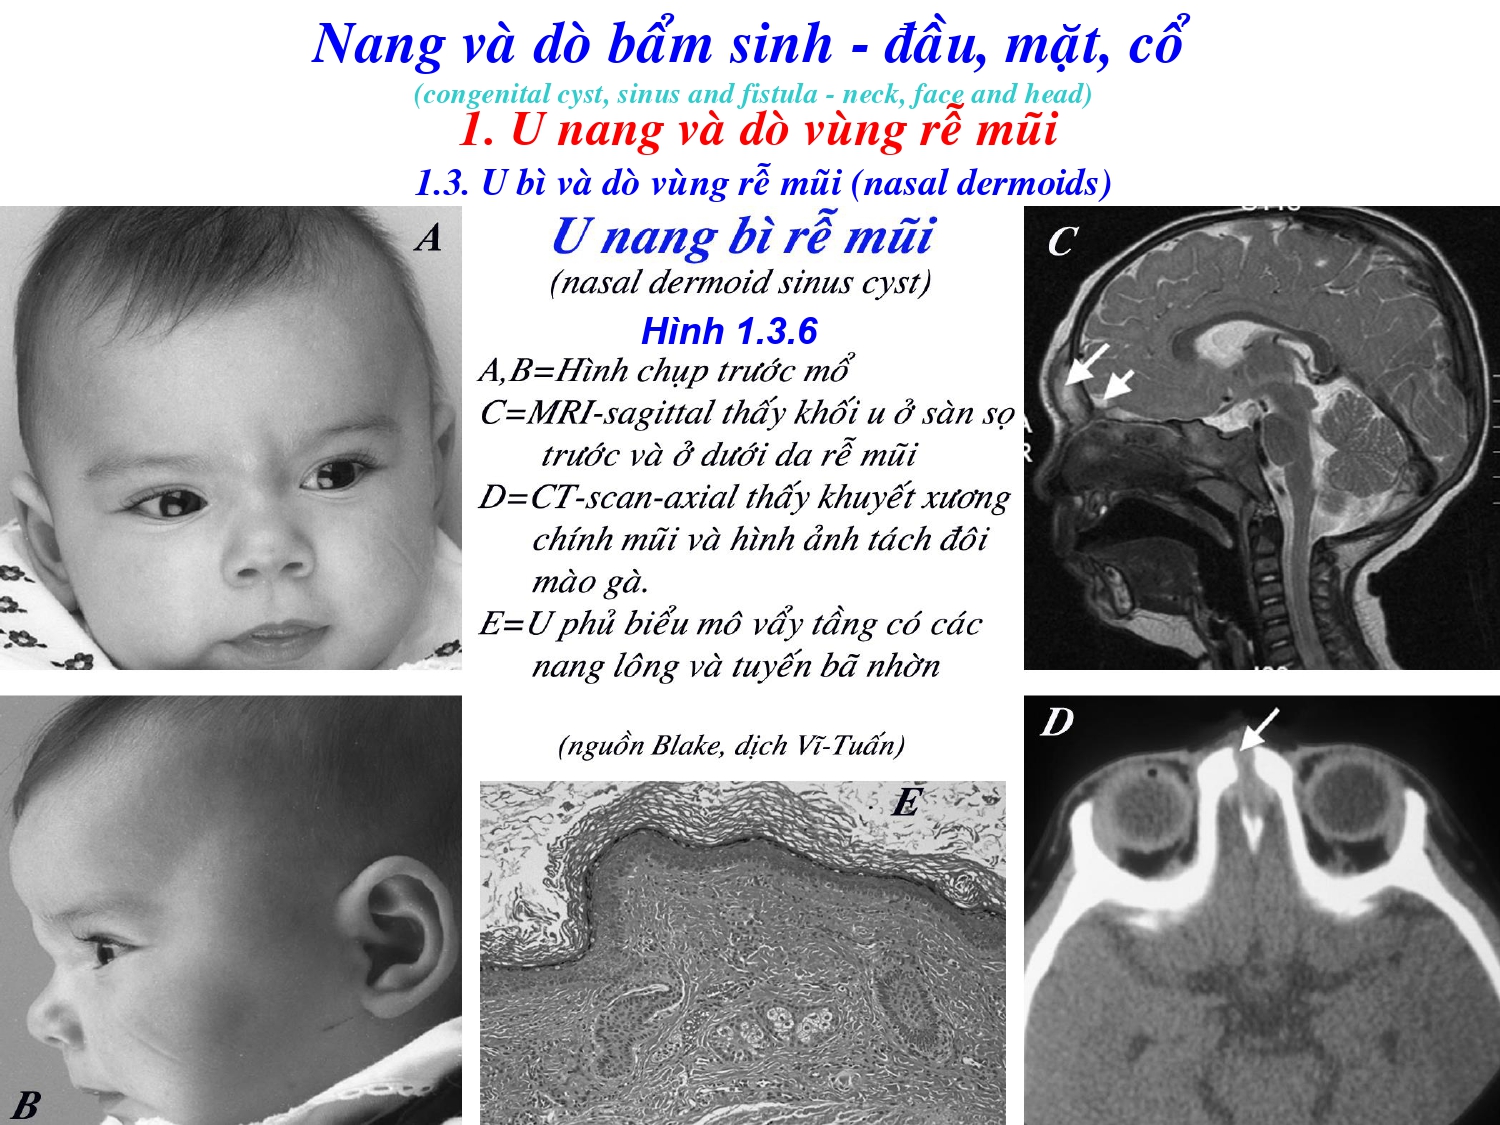 Nang và dò bẩm sinh - đầu, mặt, cổ
(congenital cyst, sinus and fistula - neck, face and head)
1. U nang và dò vùng rễ mũi
1.3. U bì và dò vùng rễ mũi (nasal dermoids)
A
U nang bì rễ mũi
(nasal dermoid sinus cyst)
Hình 1.3.6
A,B=Hình chụp trước mổ
C=MRI-sagittal thấy khối u ở sàn sọ
trước và ở dưới da rễ mũi
D=CT-scan-axial thấy khuyết xương
chính mũi và hình ảnh tách đôi
mào gà.
E=U phủ biểu mô vẩy tầng có các
nang lông và tuyến bã nhờn
(nguồn Blake, dịch Vĩ-Tuấn)
C
A
R
B
E
D